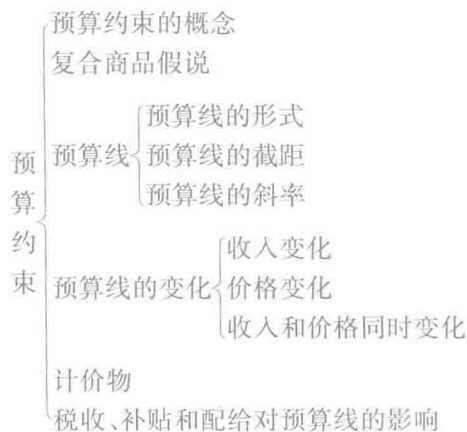 预算约束
预算约束的概念
复合商品假说
预算线
预算线的形式
预算线的截距
预算线的斜率
预算线的变化
收入变化
价格变化
收入和价格同时变化
计价物
税收、补贴和配给对预算线的影响